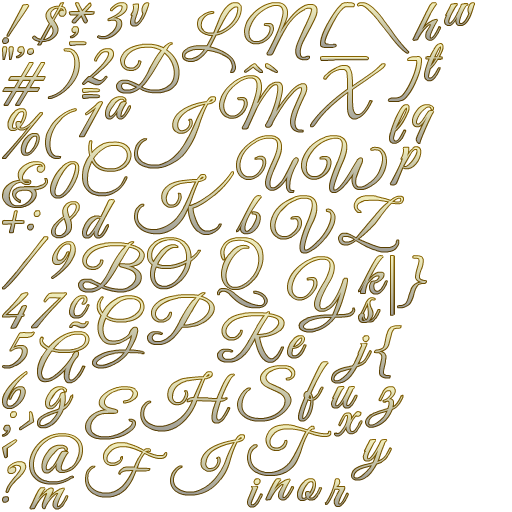 ! $ * 3 v L N [ \ h w
" ' · - ) 2 D ^ ^ _ X ] t
# = M
% ( 1 a J l q
& 0 C U W p
+ : 8 d K b V Z
/ 9 B O Q Y k | }
4 7 c G P s
5 ~ A R e j {
6 g E H S f u z
; , x
< @ F I T y
? m i n o r